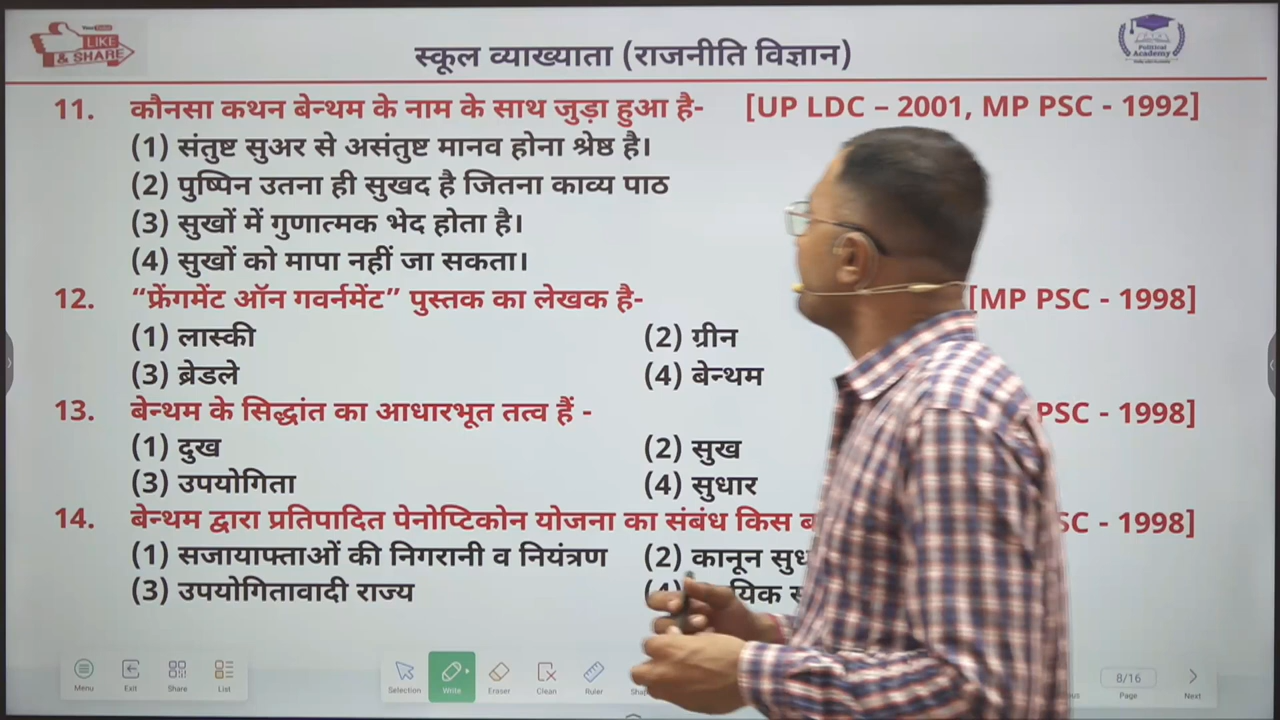 LIKE
& SHARE
Political
Academy
स्कूल व्याख्याता (राजनीति विज्ञान)
11. कौनसा कथन बेन्थम के नाम के साथ जुड़ा हुआ है- [UP LDC – 2001, MP PSC - 1992]
(1) संतुष्ट सुअर से असंतुष्ट मानव होना श्रेष्ठ है।
(2) पुष्पिन उतना ही सुखद है जितना काव्य पाठ
(3) सुखों में गुणात्मक भेद होता है।
(4) सुखों को मापा नहीं जा सकता।
12. “फ्रेंगमेंट ऑन गवर्नमेंट” पुस्तक का लेखक है- [MP PSC - 1998]
(1) लास्की (2) ग्रीन
(3) ब्रेडले (4) बेन्थम
13. बेन्थम के सिद्धांत का आधारभूत तत्व हैं - PSC - 1998]
(1) दुख (2) सुख
(3) उपयोगिता (4) सुधार
14. बेन्थम द्वारा प्रतिपादित पेनोप्टिकोन योजना का संबंध किस - 1998]
(1) सजायाफ्ताओं की निगरानी व नियंत्रण (2) कानून
(3) उपयोगितावादी राज्य
Menu Exit Share List Selection Write Eraser Clean Ruler 8/16 Page Next